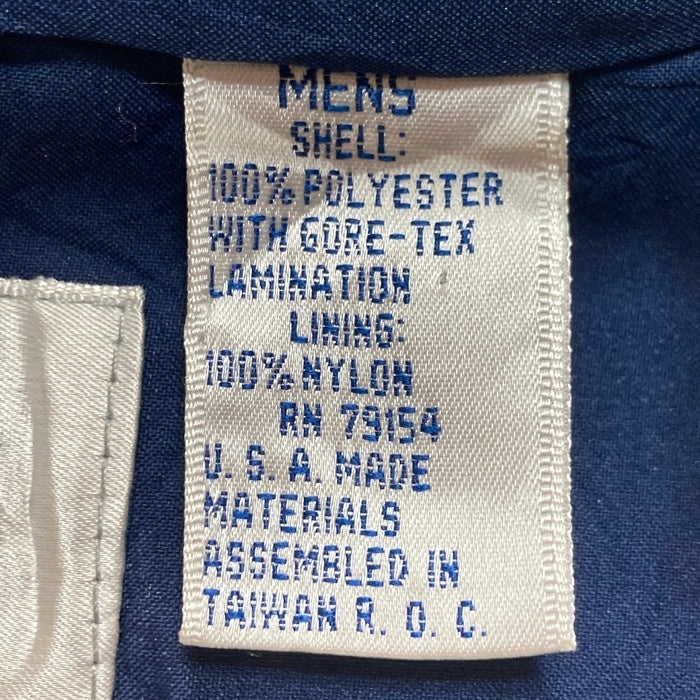 MENS
SHELL:
100% POLYESTER
WITH GORE-TEX
LAMINATION
LINING:
100% NYLON
RN 79154
U. S. A. MADE
MATERIALS
ASSEMBLED IN
TAIWAN R. O. C.